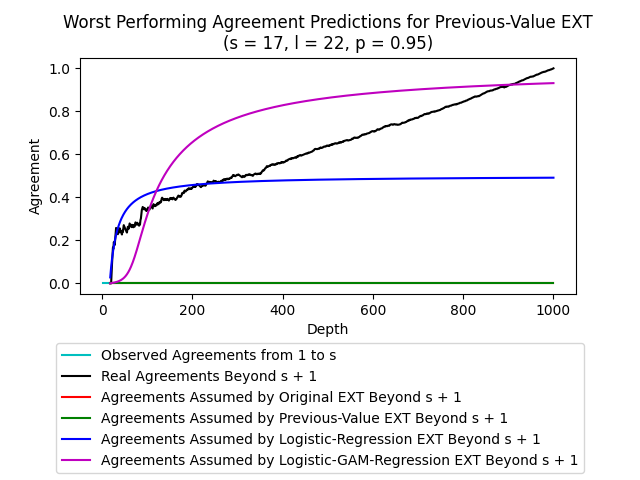 Worst Performing Agreement Predictions for Previous-Value EXT
(s = 17, l = 22, p = 0.95)
1.0
0.8
0.6
0.4
0.2
0.0
Agreement
0 200 400 600 800 1000
Depth
Observed Agreements from 1 to s
Real Agreements Beyond s + 1
Agreements Assumed by Original EXT Beyond s + 1
Agreements Assumed by Previous-Value EXT Beyond s + 1
Agreements Assumed by Logistic-Regression EXT Beyond s + 1
Agreements Assumed by Logistic-GAM-Regression EXT Beyond s + 1